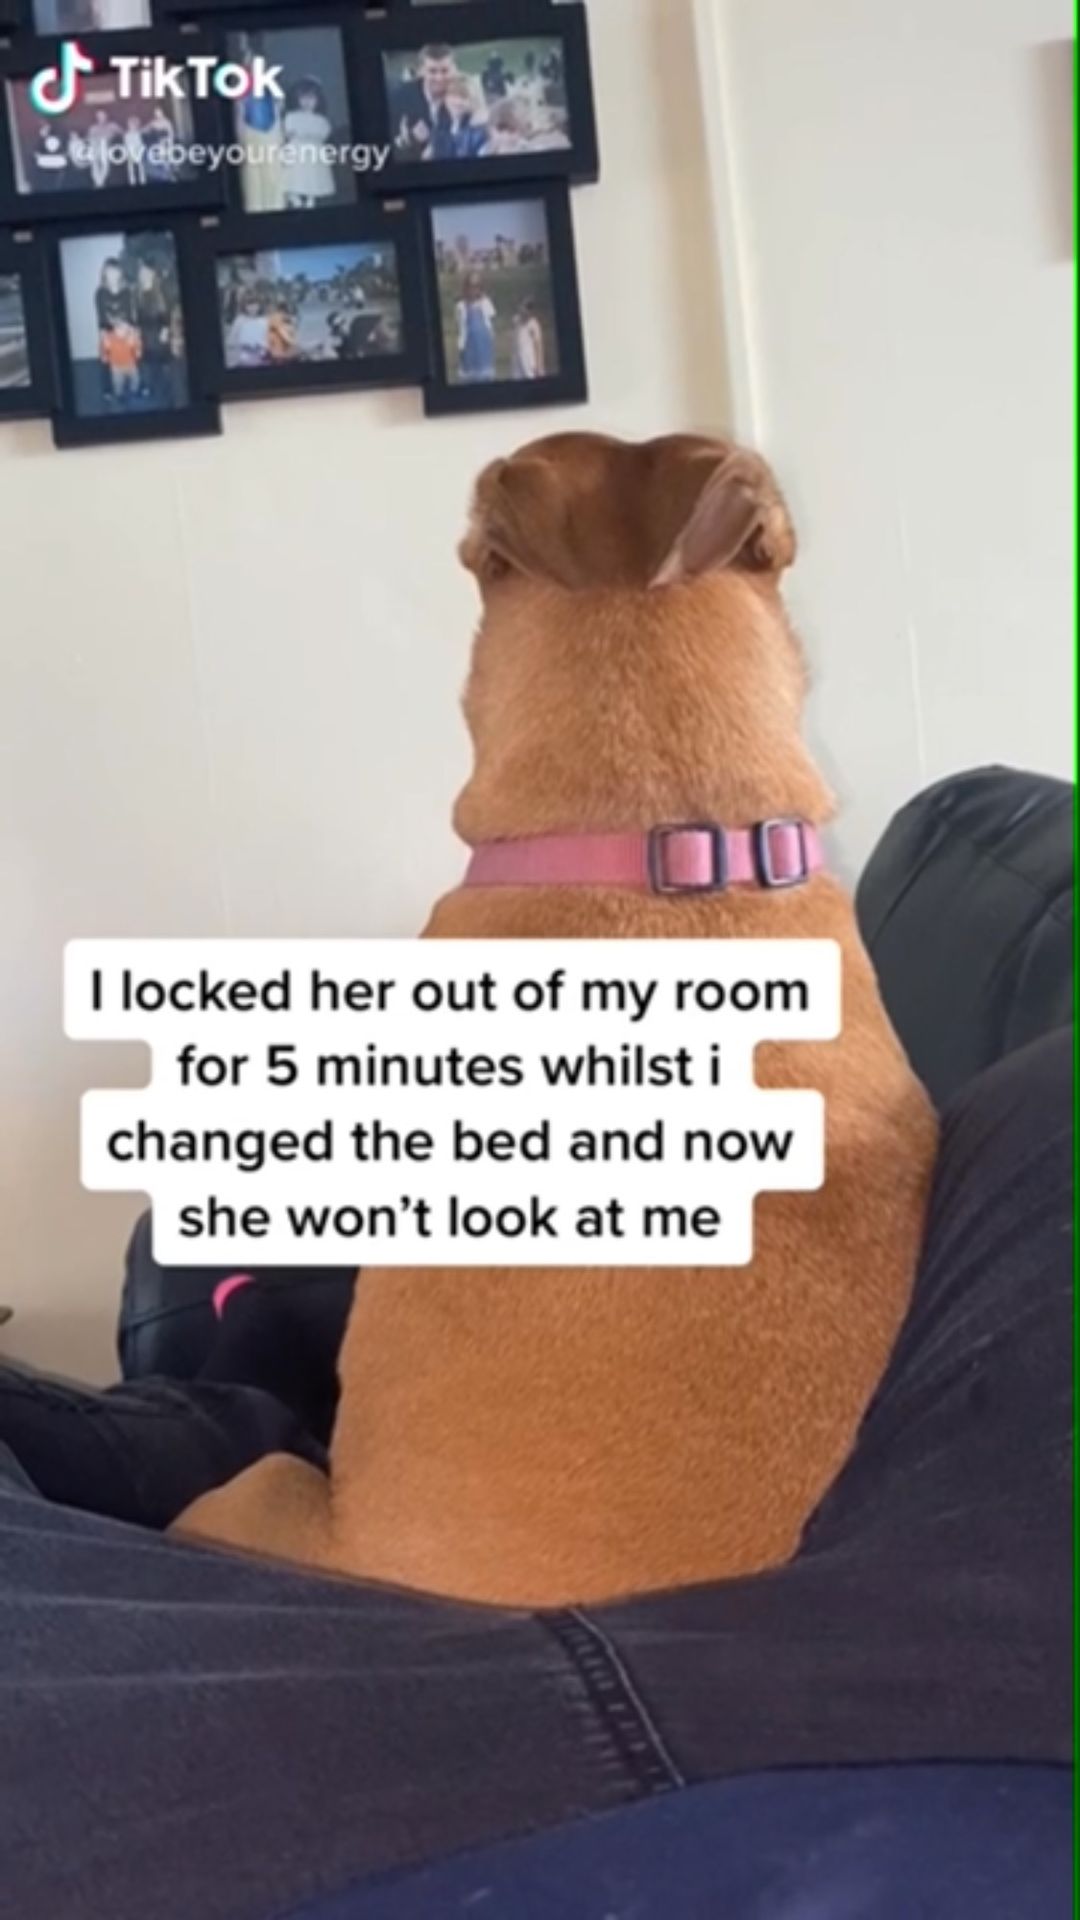 TikTok
@lovebeyourenergy
I locked her out of my room
for 5 minutes whilst i
changed the bed and now
she won't look at me